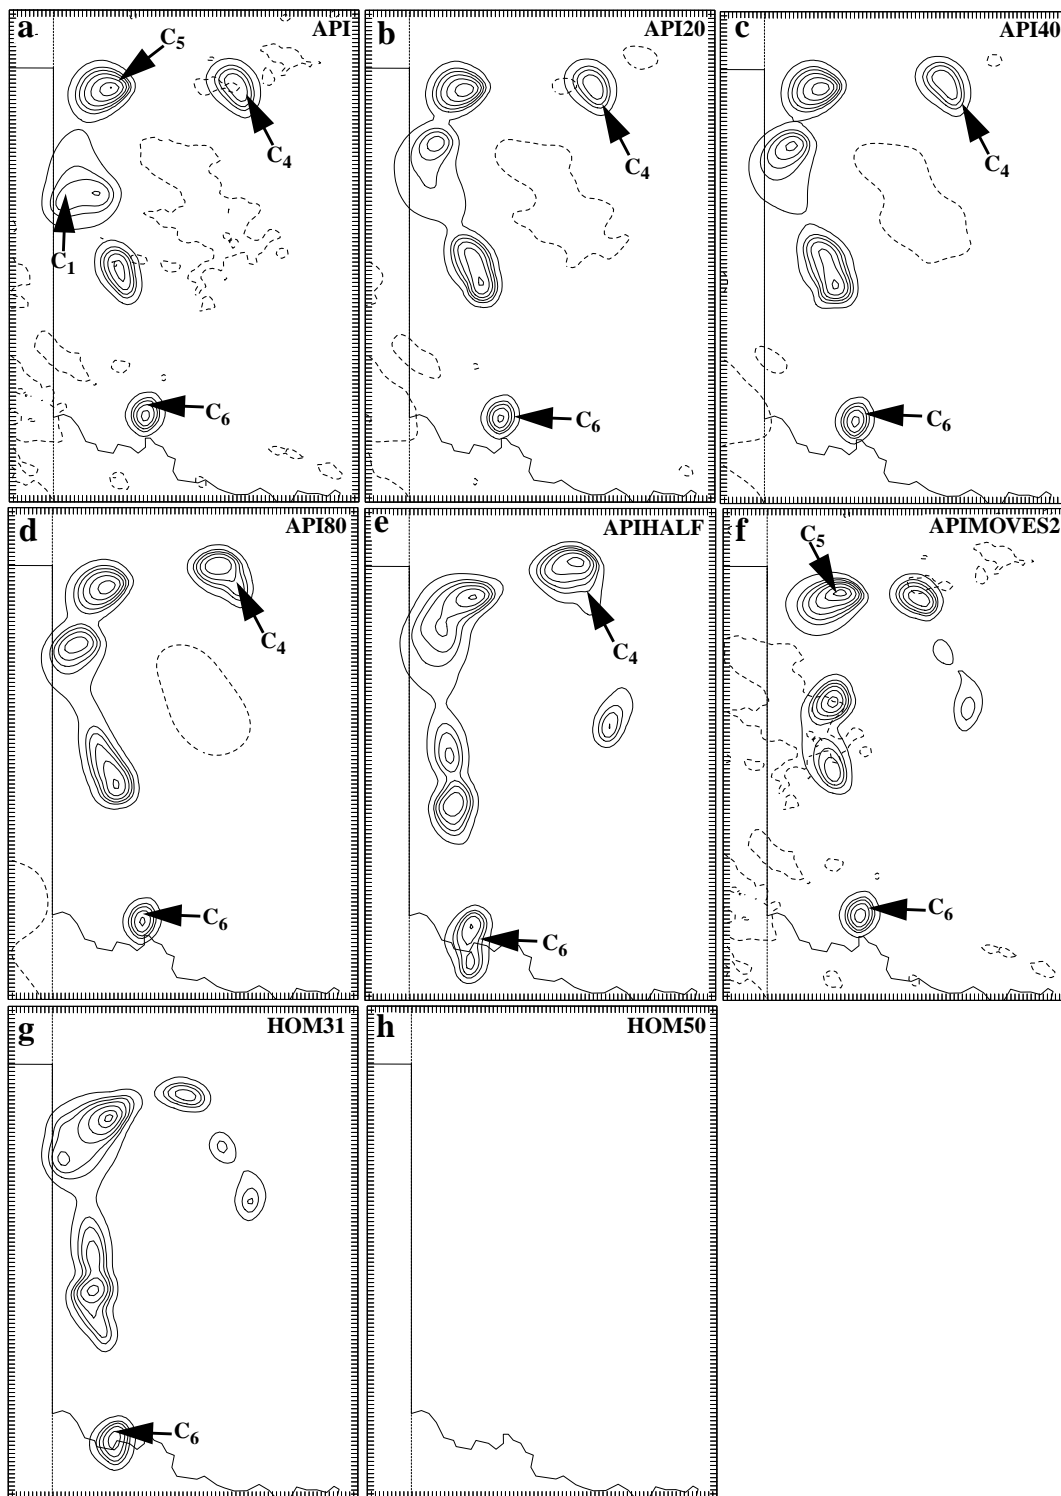 a API
C5
C4
C1
C6
b API20
C4
C6
c API40
C4
C6
d API80
C4
C6
e APIHALF
C4
C6
f APIMOVES2
C5
C6
g HOM31
C6
h HOM50